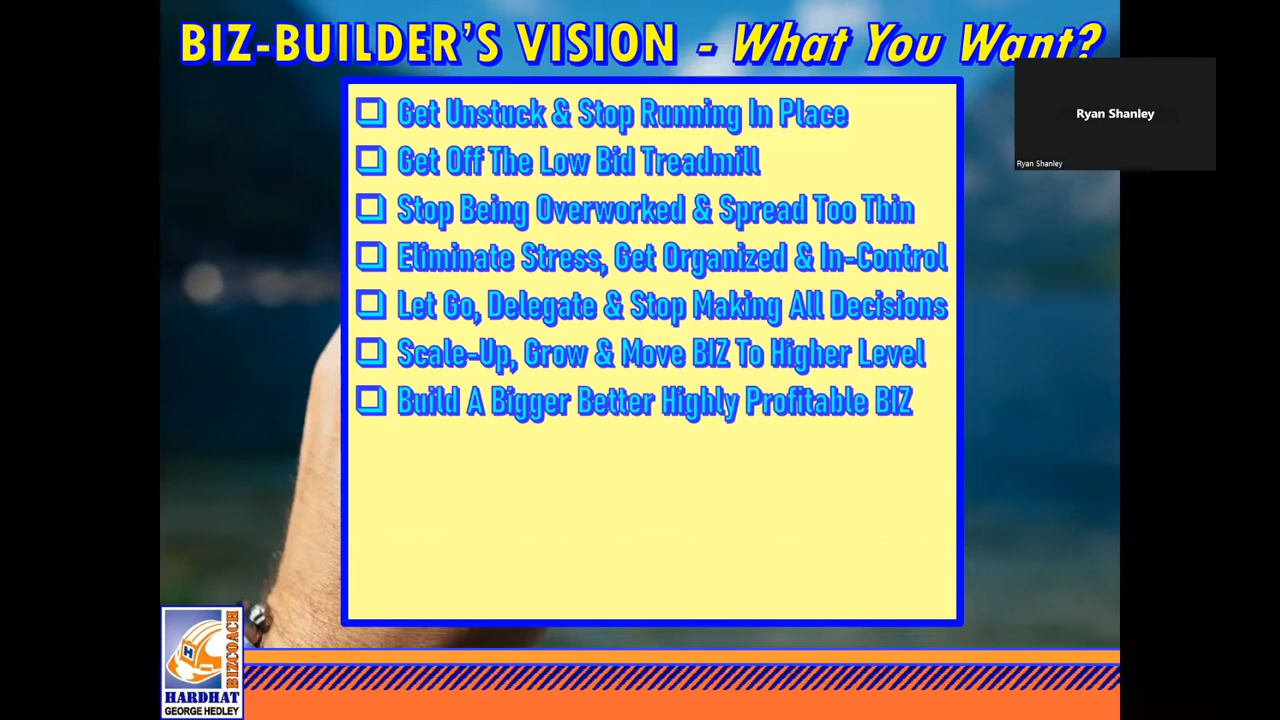 BIZ-BUILDER'S VISION - What You Want?
Ryan Shanley
Ryan Shanley
❑ Get Unstuck & Stop Running In Place
❑ Get Off The Low Bid Treadmill
❑ Stop Being Overworked & Spread Too Thin
❑ Eliminate Stress, Get Organized & In-Control
❑ Let Go, Delegate & Stop Making All Decisions
❑ Scale-Up, Grow & Move BIZ To Higher Level
❑ Build A Bigger Better Highly Profitable BIZ
H
BIZCOACH
HARDHAT
GEORGE HEDLEY